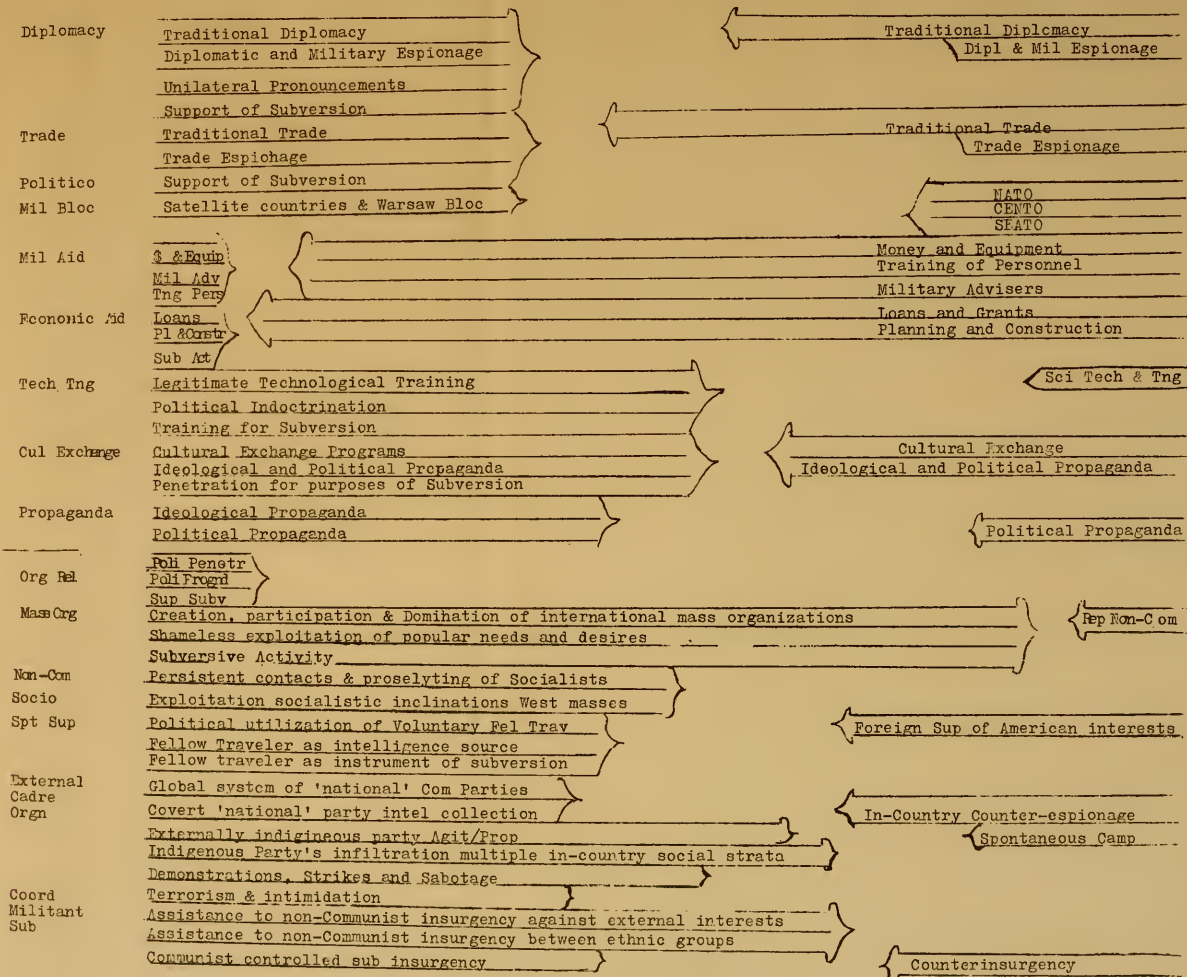 Diplomacy Traditional Diplomacy Traditional Diplcmacy
Diplomatic and Military Espionage Dipl & Mil Espionage
Unilateral Pronouncements
Support of Subversion
Trade Traditional Trade Traditional Trade
Trade Espiohage Trade Espionage
Politico Support of Subversion
Mil Bloc Satellite countries & Warsaw Bloc NATO
CENTO
SEATO
Mil Aid $ &Equip Money and Equipment
Training of Personnel
Mil Adv Military Advisers
Tng Pers
Economic Aid Loans Loans and Grants
Pl &Constr Planning and Construction
Sub Act
Tech Tng Legitimate Technological Training Sci Tech & Tng
Political Indoctrination
Training for Subversion
Cul Exchange Cultural Exchange Programs Cultural Exchange
Ideological and Political Prcpaganda Ideological and Political Propaganda
Penetration for purposes of Subversion
Propaganda Ideological Propaganda
Political Propaganda Political Propaganda
Org Rel Poli Penetr
Poli
Sup Subv
Mass Org Creation, participation & Domihation of international mass organizations Rep Non-Com
Shameless exploitation of popular needs and desires
Subversive Activity
Non-Com Persistent contacts & proselyting of Socialists
Socio Exploitation socialistic inclinations West masses
Spt Sup Political utilization of Voluntary Fel Trav Foreign Sup of American interests
Fellow Traveler as intelligence source
Fellow traveler as instrument of subversion
External Global system of 'national' Com Parties
Cadre
Orgn Covert 'national' party intel collection In-Country Counter-espionage
Externally indigineous party Agit/Prop Spontaneous Camp
Indigenous Party's infiltration multiple in-country social strata
Demonstrations, Strikes and Sabotage
Coord Terrorism & intimidation
Militant Assistance to non-Communist insurgency against external interests
Sub Assistance to non-Communist insurgency between ethnic groups
Communist controlled sub insurgency Counterinsurgency